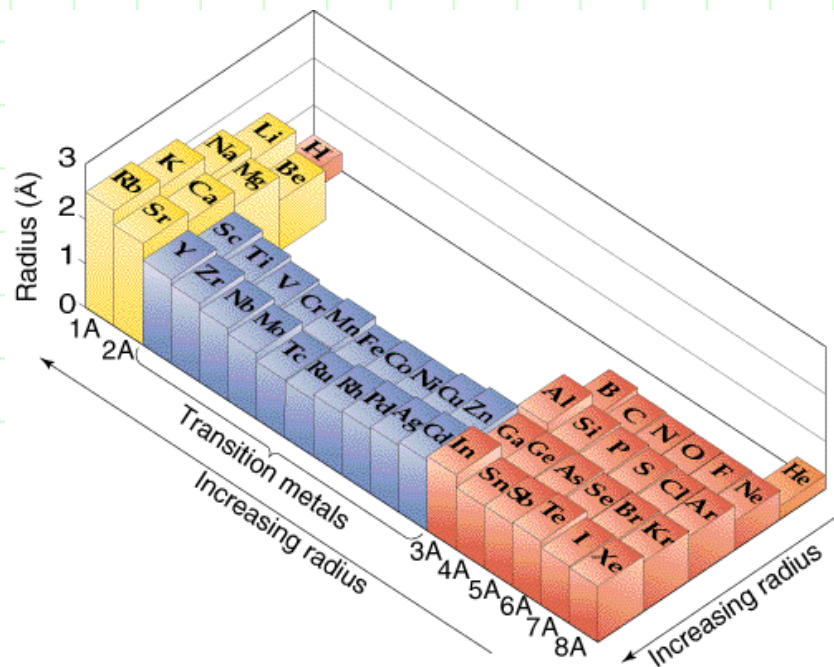 Radius (Å)
3
2
1
0
H
Li Be
Na Mg
K Ca Sc Ti V Cr Mn Fe Co Ni Cu Zn Ga Ge As Se Br Kr
Rb Sr Y Zr Nb Mo Tc Ru Rh Pd Ag Cd In Sn Sb Te I Xe
Al Si P S Cl Ar
B C N O F Ne
He
1A
2A
Transition metals
3A
4A
5A
6A
7A
8A
Increasing radius
Increasing radius